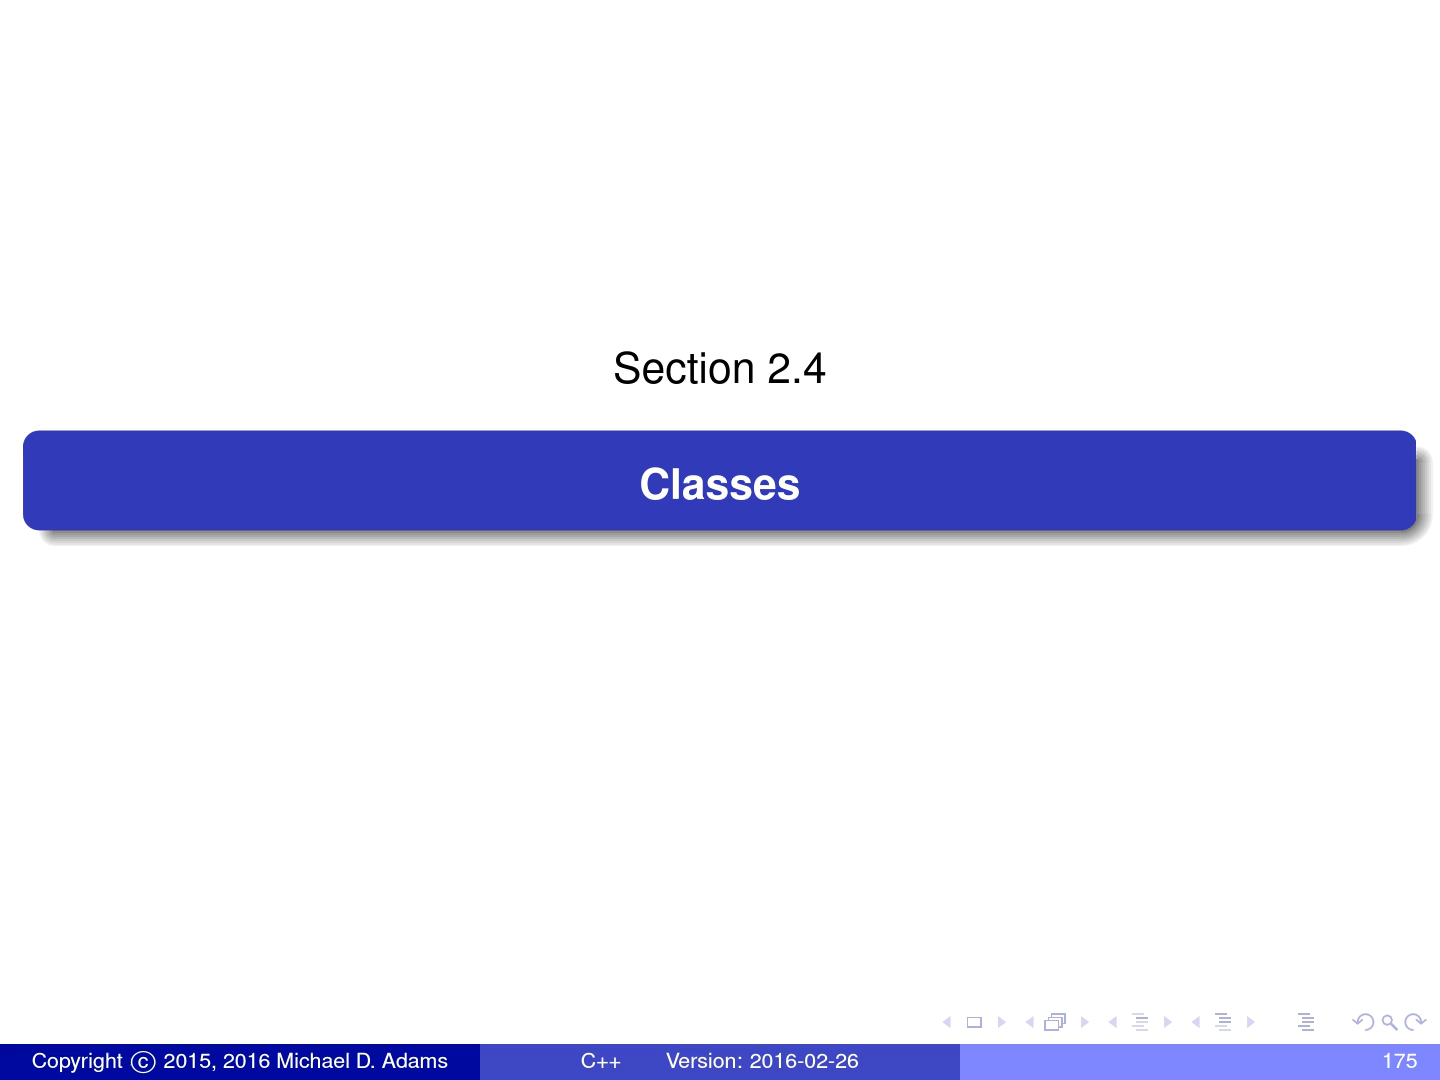 Section 2.4
Classes
Copyright © 2015, 2016 Michael D. Adams C++ Version: 2016-02-26 175